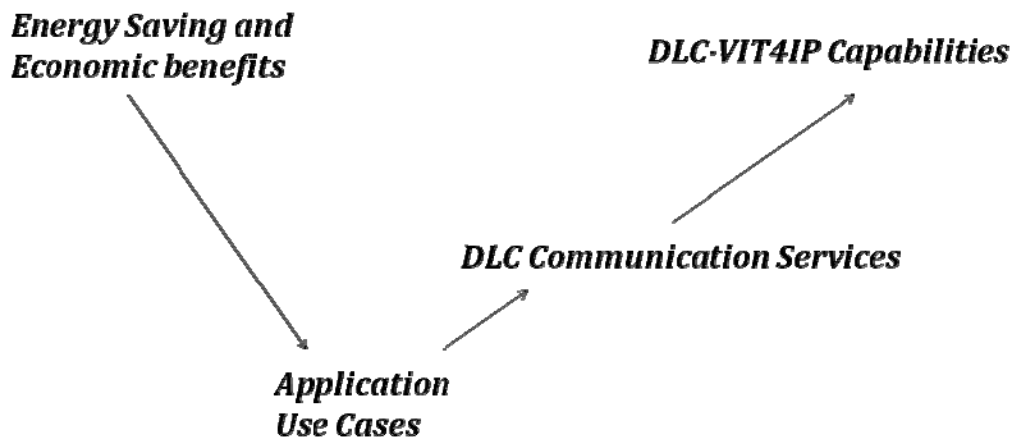 Energy Saving and
Economic benefits
DLC-VIT4IP Capabilities
DLC Communication Services
Application
Use Cases